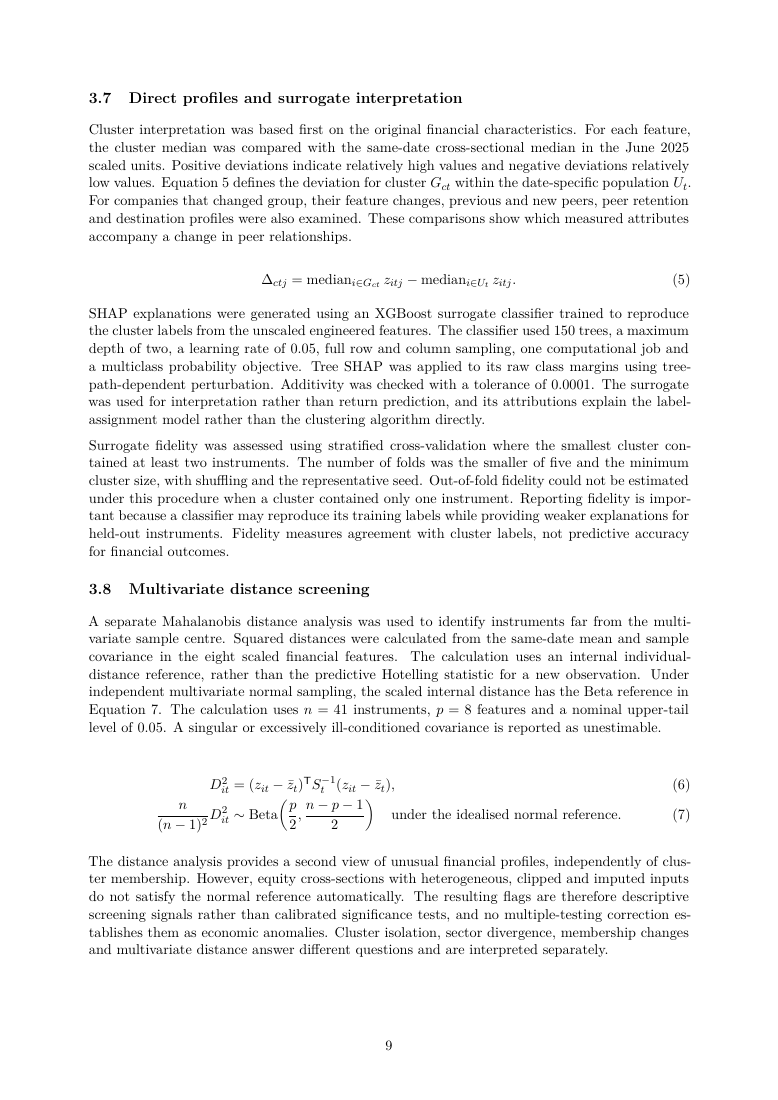 3.7 Direct profiles and surrogate interpretation
Cluster interpretation was based first on the original financial characteristics. For each feature,
the cluster median was compared with the same-date cross-sectional median in the June 2025
scaled units. Positive deviations indicate relatively high values and negative deviations relatively
low values. Equation 5 defines the deviation for cluster G_{ct} within the date-specific population U_t.
For companies that changed group, their feature changes, previous and new peers, peer retention
and destination profiles were also examined. These comparisons show which measured attributes
accompany a change in peer relationships.
Δ_{ctj} = median_{i∈G_{ct}} z_{itj} − median_{i∈U_t} z_{itj}. (5)
SHAP explanations were generated using an XGBoost surrogate classifier trained to reproduce
the cluster labels from the unscaled engineered features. The classifier used 150 trees, a maximum
depth of two, a learning rate of 0.05, full row and column sampling, one computational job and
a multiclass probability objective. Tree SHAP was applied to its raw class margins using tree-
path-dependent perturbation. Additivity was checked with a tolerance of 0.0001. The surrogate
was used for interpretation rather than return prediction, and its attributions explain the label-
assignment model rather than the clustering algorithm directly.
Surrogate fidelity was assessed using stratified cross-validation where the smallest cluster con-
tained at least two instruments. The number of folds was the smaller of five and the minimum
cluster size, with shuffling and the representative seed. Out-of-fold fidelity could not be estimated
under this procedure when a cluster contained only one instrument. Reporting fidelity is impor-
tant because a classifier may reproduce its training labels while providing weaker explanations for
held-out instruments. Fidelity measures agreement with cluster labels, not predictive accuracy
for financial outcomes.
3.8 Multivariate distance screening
A separate Mahalanobis distance analysis was used to identify instruments far from the multi-
variate sample centre. Squared distances were calculated from the same-date mean and sample
covariance in the eight scaled financial features. The calculation uses an internal individual-
distance reference, rather than the predictive Hotelling statistic for a new observation. Under
independent multivariate normal sampling, the scaled internal distance has the Beta reference in
Equation 7. The calculation uses n = 41 instruments, p = 8 features and a nominal upper-tail
level of 0.05. A singular or excessively ill-conditioned covariance is reported as unestimable.
D²_{it} = (z_{it} − z̄_t)^T S_t^{−1}(z_{it} − z̄_t), (6)
n/(n − 1)² D²_{it} ∼ Beta(p/2, (n − p − 1)/2) under the idealised normal reference. (7)
The distance analysis provides a second view of unusual financial profiles, independently of clus-
ter membership. However, equity cross-sections with heterogeneous, clipped and imputed inputs
do not satisfy the normal reference automatically. The resulting flags are therefore descriptive
screening signals rather than calibrated significance tests, and no multiple-testing correction es-
tablishes them as economic anomalies. Cluster isolation, sector divergence, membership changes
and multivariate distance answer different questions and are interpreted separately.
9